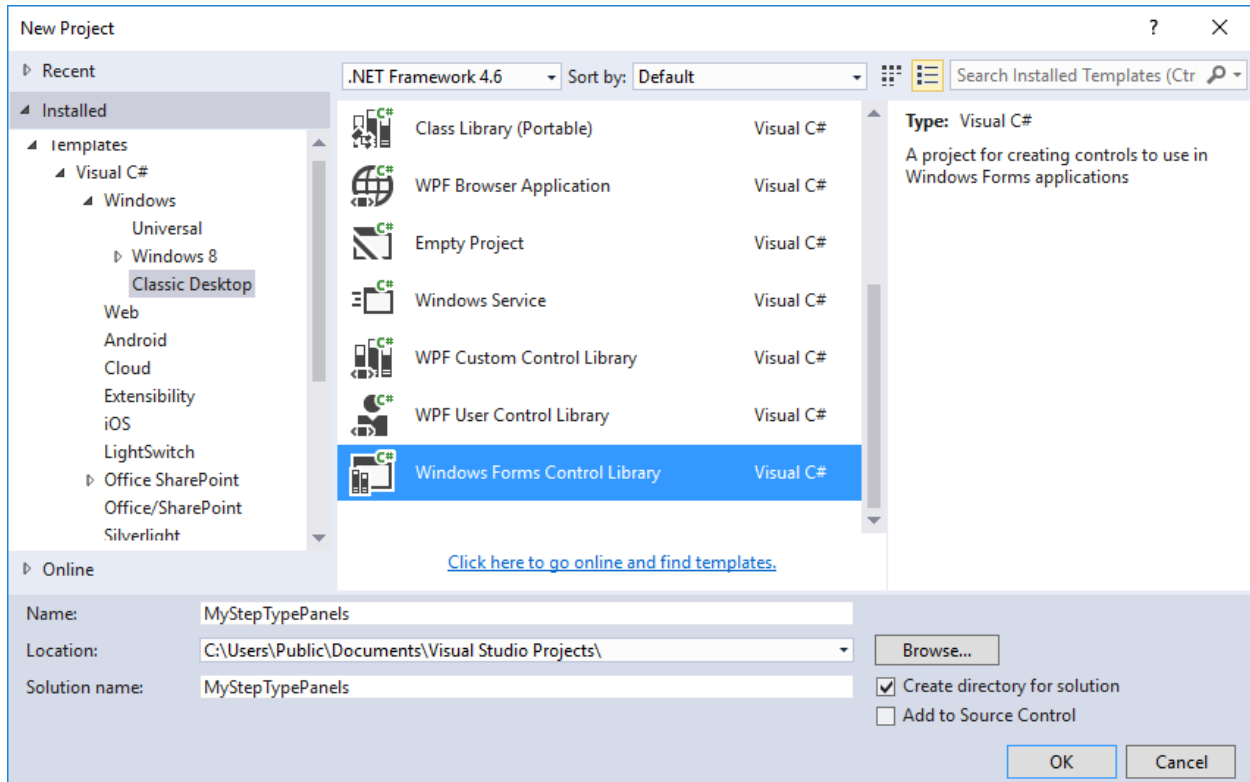 New Project
?
Recent
.NET Framework 4.6
Sort by:
Default
Search Installed Templates (Ctr
Installed
Templates
Visual C#
Windows
Universal
Windows 8
Classic Desktop
Web
Android
Cloud
Extensibility
iOS
LightSwitch
Office SharePoint
Office/SharePoint
Silverlight
Online
C# Class Library (Portable) Visual C#
C# WPF Browser Application Visual C#
C# Empty Project Visual C#
C# Windows Service Visual C#
C# WPF Custom Control Library Visual C#
C# WPF User Control Library Visual C#
C# Windows Forms Control Library Visual C#
Click here to go online and find templates.
Type: Visual C#
A project for creating controls to use in
Windows Forms applications
Name: MyStepTypePanels
Location: C:\Users\Public\Documents\Visual Studio Projects\
Browse...
Solution name: MyStepTypePanels
Create directory for solution
Add to Source Control
OK
Cancel